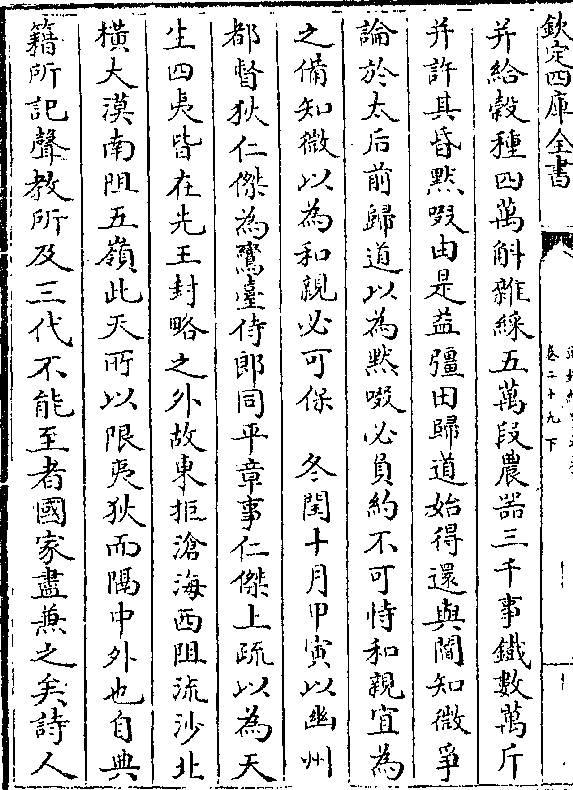 欽定四庫全書
卷二十九下
并給穀種四萬斛雜綵五萬段農器三千事鐵數萬斤
并許其昏黙啜由是益彊田歸道始得還與閻知微爭
論於太后前歸道以為黙啜必負約不可恃和親宜為
之備知微以為和親必可保　冬閏十月甲寅以幽州
都督狄仁傑為鸞臺侍郎同平章事仁傑上疏以為天
生四夷皆在先王封略之外故東拒滄海西阻流沙北
橫大漠南阻五嶺此天所以限夷狄而隔中外也自典
籍所記聲教所及三代不能至者國家盡兼之矣詩人